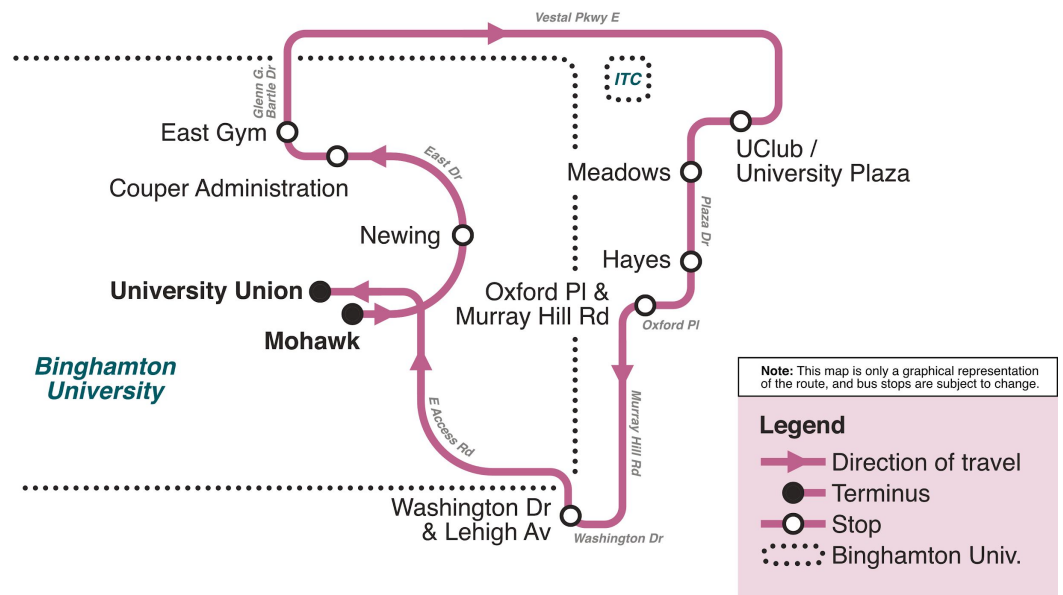 Vestal Pkwy E
Glenn G.
Bartle Dr
ITC
East Gym
UClub /
University Plaza
Couper Administration
East Dr
Meadows
Plaza Dr
Newing
Hayes
University Union
Oxford Pl &
Murray Hill Rd
Oxford Pl
Mohawk
Binghamton
University
E Access Rd
Murray Hill Rd
Washington Dr
& Lehigh Av
Washington Dr
Note: This map is only a graphical representation
of the route, and bus stops are subject to change.
Legend
Direction of travel
Terminus
Stop
Binghamton Univ.